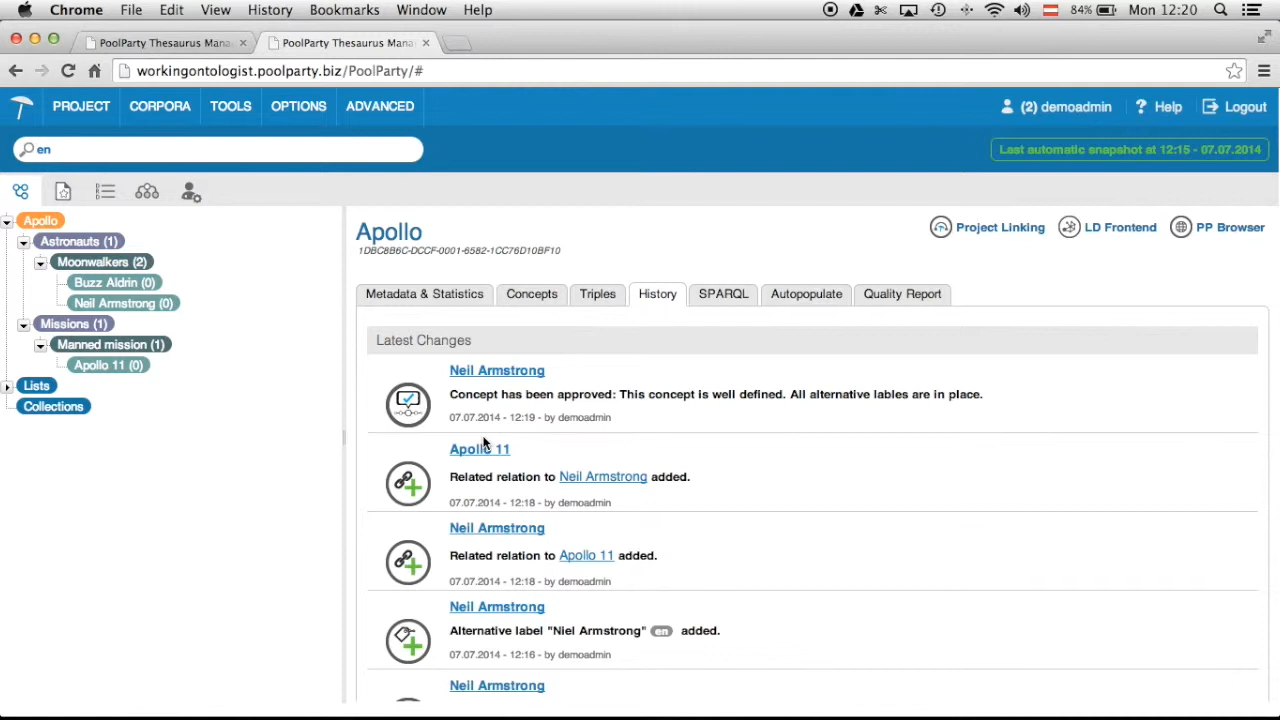 Chrome File Edit View History Bookmarks Window Help 84% Mon 12:20
PoolParty Thesaurus Mana × PoolParty Thesaurus Mana ×
workingontologist.poolparty.biz/PoolParty/#
PROJECT CORPORA TOOLS OPTIONS ADVANCED (2) demoadmin ? Help Logout
en Last automatic snapshot at 12:15 - 07.07.2014
Apollo
Astronauts (1)
Moonwalkers (2)
Buzz Aldrin (0)
Neil Armstrong (0)
Missions (1)
Manned mission (1)
Apollo 11 (0)
Lists
Collections
Apollo
1DBC8B6C-DCCF-0001-6582-1CC76D10BF10
Project Linking LD Frontend PP Browser
Metadata & Statistics Concepts Triples History SPARQL Autopopulate Quality Report
Latest Changes
Neil Armstrong
Concept has been approved: This concept is well defined. All alternative lables are in place.
07.07.2014 - 12:19 - by demoadmin
Apollo 11
Related relation to Neil Armstrong added.
07.07.2014 - 12:18 - by demoadmin
Neil Armstrong
Related relation to Apollo 11 added.
07.07.2014 - 12:18 - by demoadmin
Neil Armstrong
Alternative label "Niel Armstrong" en added.
07.07.2014 - 12:16 - by demoadmin
Neil Armstrong